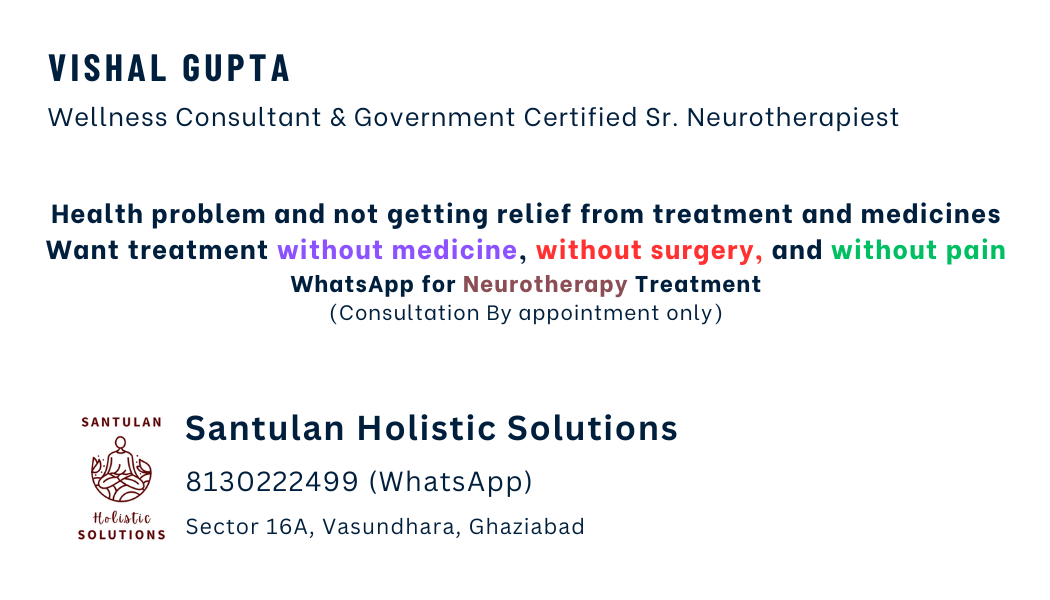 VISHAL GUPTA
Wellness Consultant & Government Certified Sr. Neurotherapiest
Health problem and not getting relief from treatment and medicines
Want treatment without medicine, without surgery, and without pain
WhatsApp for Neurotherapy Treatment
(Consultation By appointment only)
SANTULAN
Holistic
SOLUTIONS
Santulan Holistic Solutions
8130222499 (WhatsApp)
Sector 16A, Vasundhara, Ghaziabad